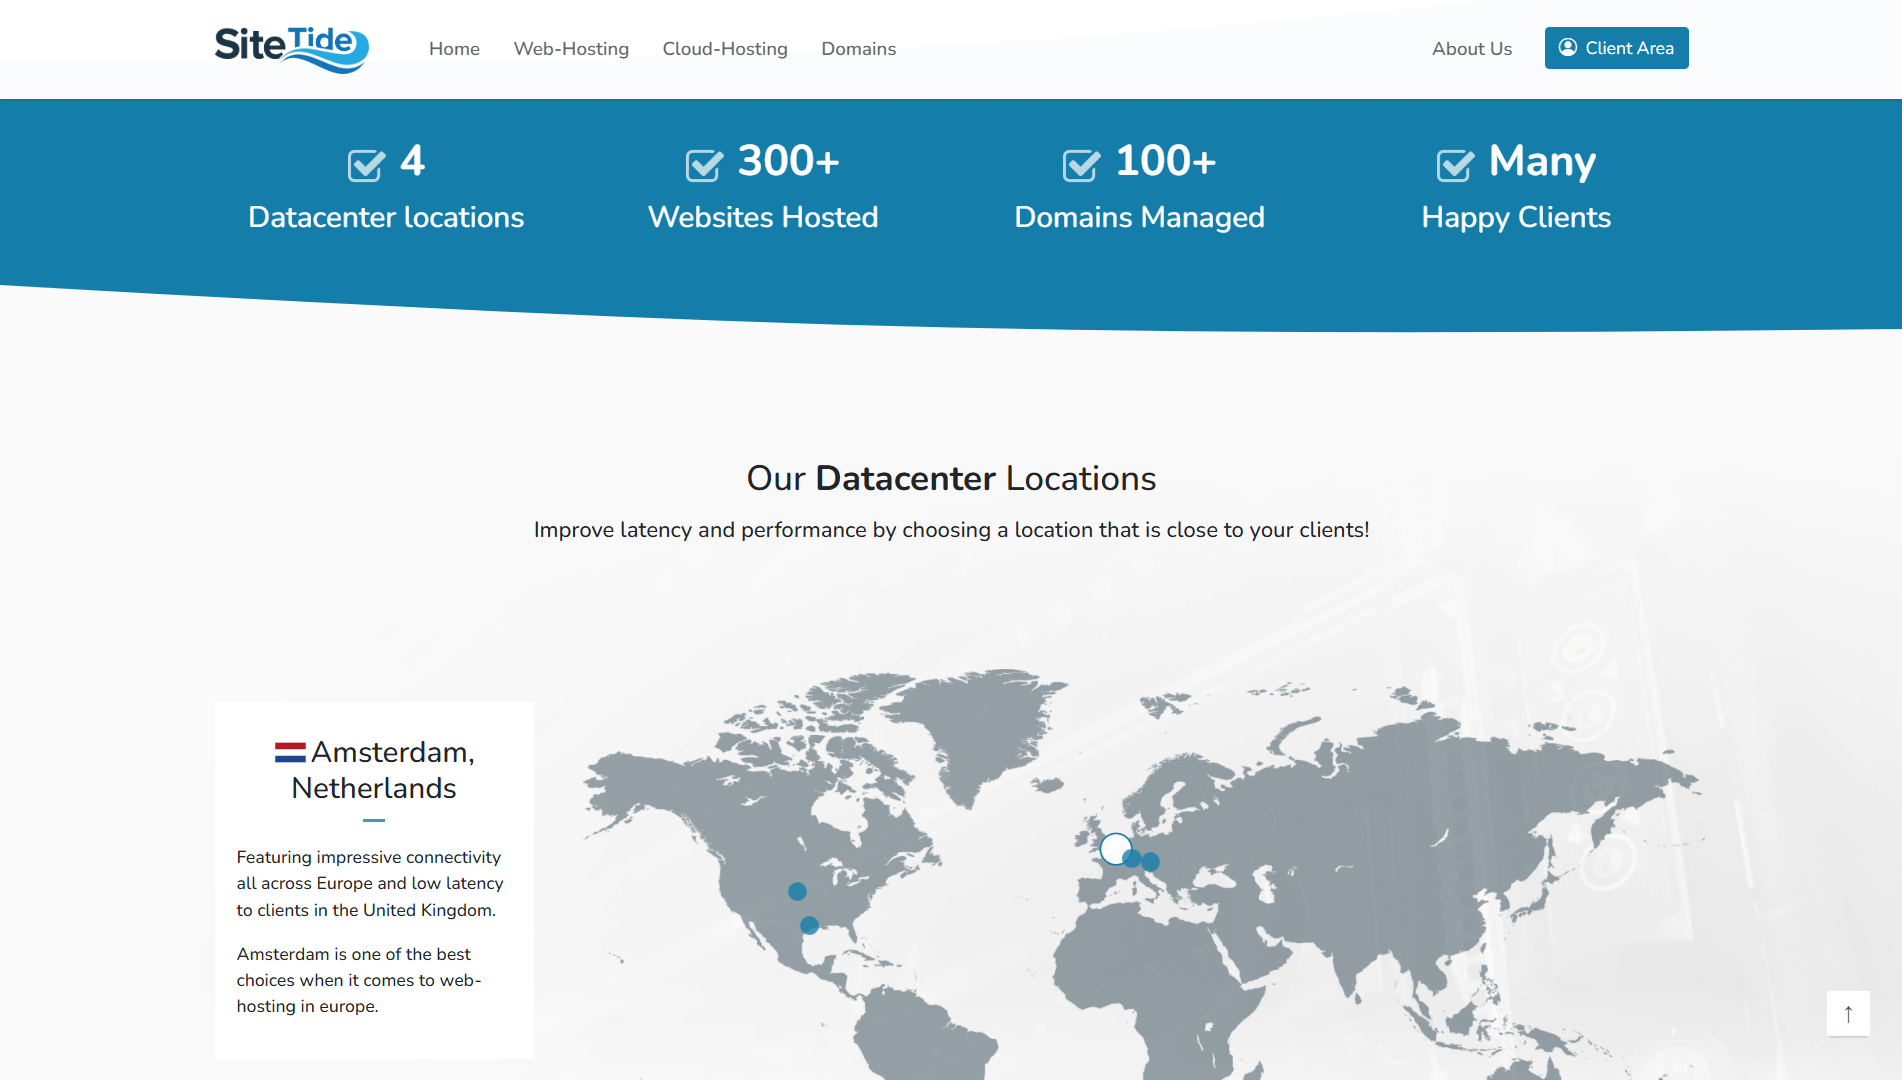 SiteTide
Home
Web-Hosting
Cloud-Hosting
Domains
About Us
Client Area
4
Datacenter locations
300+
Websites Hosted
100+
Domains Managed
Many
Happy Clients
Our Datacenter Locations
Improve latency and performance by choosing a location that is close to your clients!
Amsterdam,
Netherlands
Featuring impressive connectivity
all across Europe and low latency
to clients in the United Kingdom.
Amsterdam is one of the best
choices when it comes to web-
hosting in europe.
↑